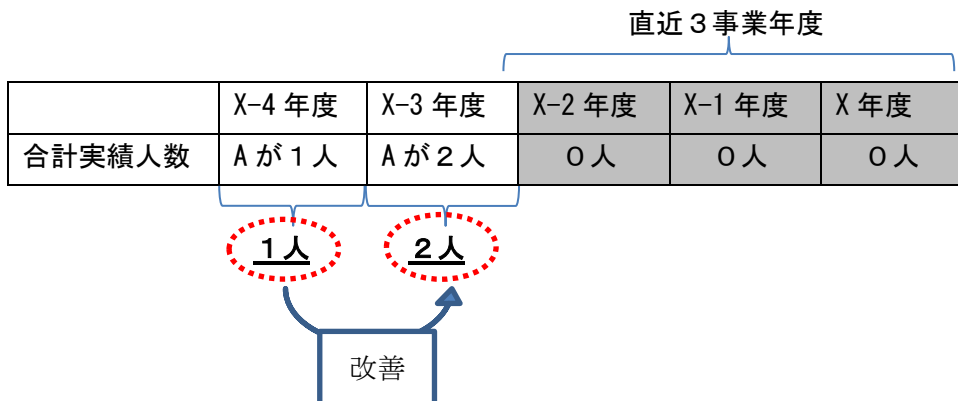 直近３事業年度
X-4 年度 X-3 年度 X-2 年度 X-1 年度 X 年度
合計実績人数 A が１人 A が２人 ０人 ０人 ０人
１人 ２人
改善